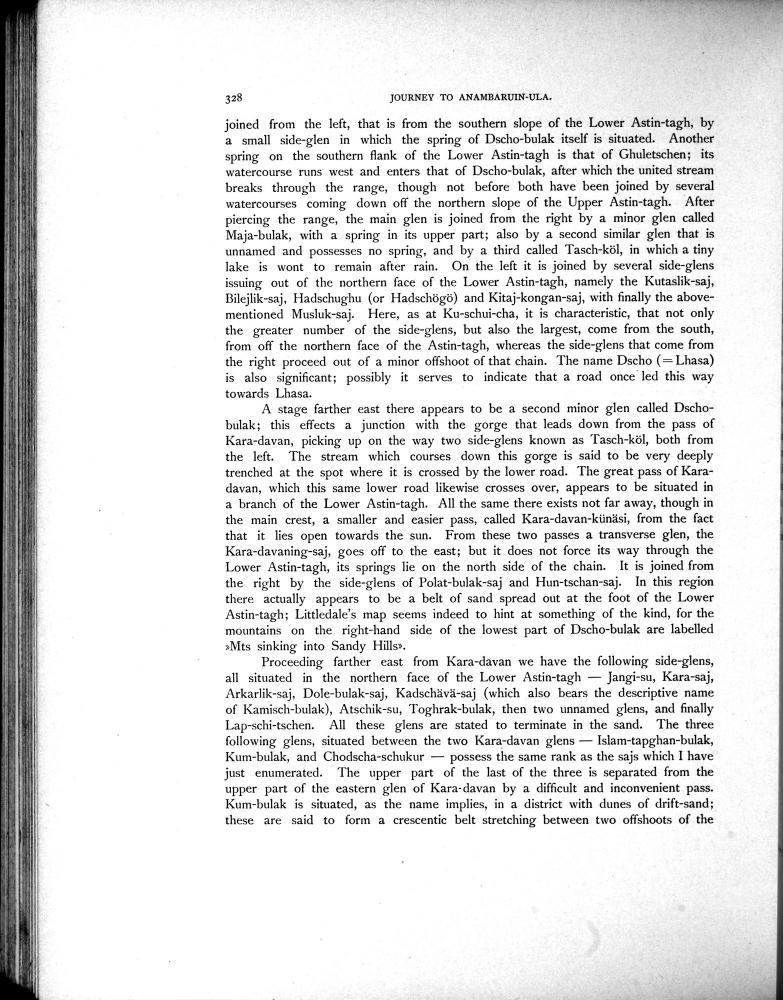 328 JOURNEY TO ANAMBARUIN-ULA.
joined from the left, that is from the southern slope of the Lower Astin-tagh, by
a small side-glen in which the spring of Dscho-bulak itself is situated. Another
spring on the southern flank of the Lower Astin-tagh is that of Ghuletschen; its
watercourse runs west and enters that of Dscho-bulak, after which the united stream
breaks through the range, though not before both have been joined by several
watercourses coming down off the northern slope of the Upper Astin-tagh. After
piercing the range, the main glen is joined from the right by a minor glen called
Maja-bulak, with a spring in its upper part; also by a second similar glen that is
unnamed and possesses no spring, and by a third called Tasch-köl, in which a tiny
lake is wont to remain after rain. On the left it is joined by several side-glens
issuing out of the northern face of the Lower Astin-tagh, namely the Kutaslik-saj,
Bilejlik-saj, Hadschughu (or Hadschögö) and Kitaj-kongan-saj, with finally the above-
mentioned Musluk-saj. Here, as at Ku-schui-cha, it is characteristic, that not only
the greater number of the side-glens, but also the largest, come from the south,
from off the northern face of the Astin-tagh, whereas the side-glens that come from
the right proceed out of a minor offshoot of that chain. The name Dscho (= Lhasa)
is also significant; possibly it serves to indicate that a road once led this way
towards Lhasa.
A stage farther east there appears to be a second minor glen called Dscho-
bulak; this effects a junction with the gorge that leads down from the pass of
Kara-davan, picking up on the way two side-glens known as Tasch-köl, both from
the left. The stream which courses down this gorge is said to be very deeply
trenched at the spot where it is crossed by the lower road. The great pass of Kara-
davan, which this same lower road likewise crosses over, appears to be situated in
a branch of the Lower Astin-tagh. All the same there exists not far away, though in
the main crest, a smaller and easier pass, called Kara-davan-künäsi, from the fact
that it lies open towards the sun. From these two passes a transverse glen, the
Kara-davaning-saj, goes off to the east; but it does not force its way through the
Lower Astin-tagh, its springs lie on the north side of the chain. It is joined from
the right by the side-glens of Polat-bulak-saj and Hun-tschan-saj. In this region
there actually appears to be a belt of sand spread out at the foot of the Lower
Astin-tagh; Littledale's map seems indeed to hint at something of the kind, for the
mountains on the right-hand side of the lowest part of Dscho-bulak are labelled
»Mts sinking into Sandy Hills».
Proceeding farther east from Kara-davan we have the following side-glens,
all situated in the northern face of the Lower Astin-tagh — Jangi-su, Kara-saj,
Arkarlik-saj, Dole-bulak-saj, Kadschävä-saj (which also bears the descriptive name
of Kamisch-bulak), Atschik-su, Toghrak-bulak, then two unnamed glens, and finally
Lap-schi-tschen. All these glens are stated to terminate in the sand. The three
following glens, situated between the two Kara-davan glens — Islam-tapghan-bulak,
Kum-bulak, and Chodscha-schukur — possess the same rank as the sajs which I have
just enumerated. The upper part of the last of the three is separated from the
upper part of the eastern glen of Kara-davan by a difficult and inconvenient pass.
Kum-bulak is situated, as the name implies, in a district with dunes of drift-sand;
these are said to form a crescentic belt stretching between two offshoots of the